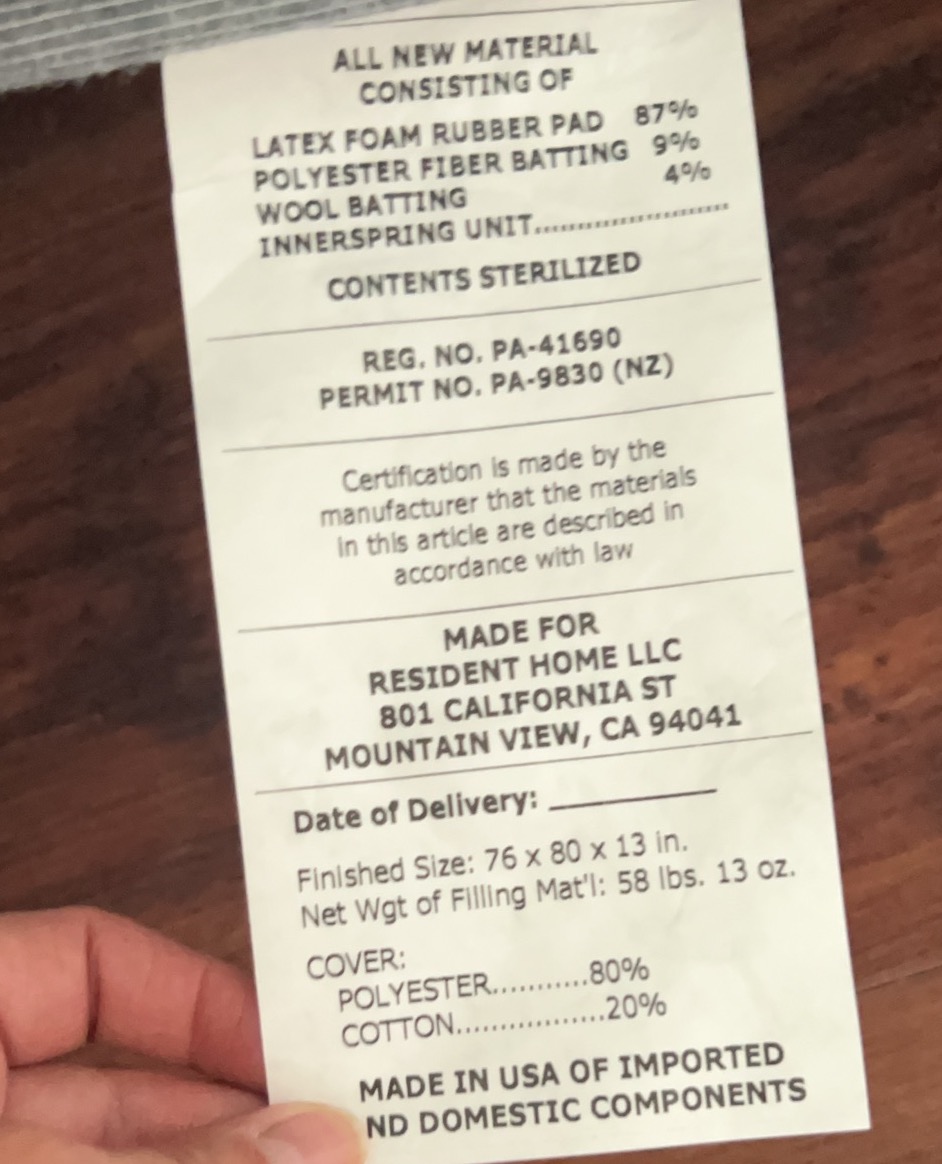 ALL NEW MATERIAL
CONSISTING OF
LATEX FOAM RUBBER PAD 87%
POLYESTER FIBER BATTING 9%
WOOL BATTING 4%
INNERSPRING UNIT.......................
CONTENTS STERILIZED
REG. NO. PA-41690
PERMIT NO. PA-9830 (NZ)
Certification is made by the
manufacturer that the materials
in this article are described in
accordance with law
MADE FOR
RESIDENT HOME LLC
801 CALIFORNIA ST
MOUNTAIN VIEW, CA 94041
Date of Delivery: ____________
Finished Size: 76 x 80 x 13 in.
Net Wgt of Filling Mat'l: 58 lbs. 13 oz.
COVER:
POLYESTER...........80%
COTTON.................20%
MADE IN USA OF IMPORTED
ND DOMESTIC COMPONENTS